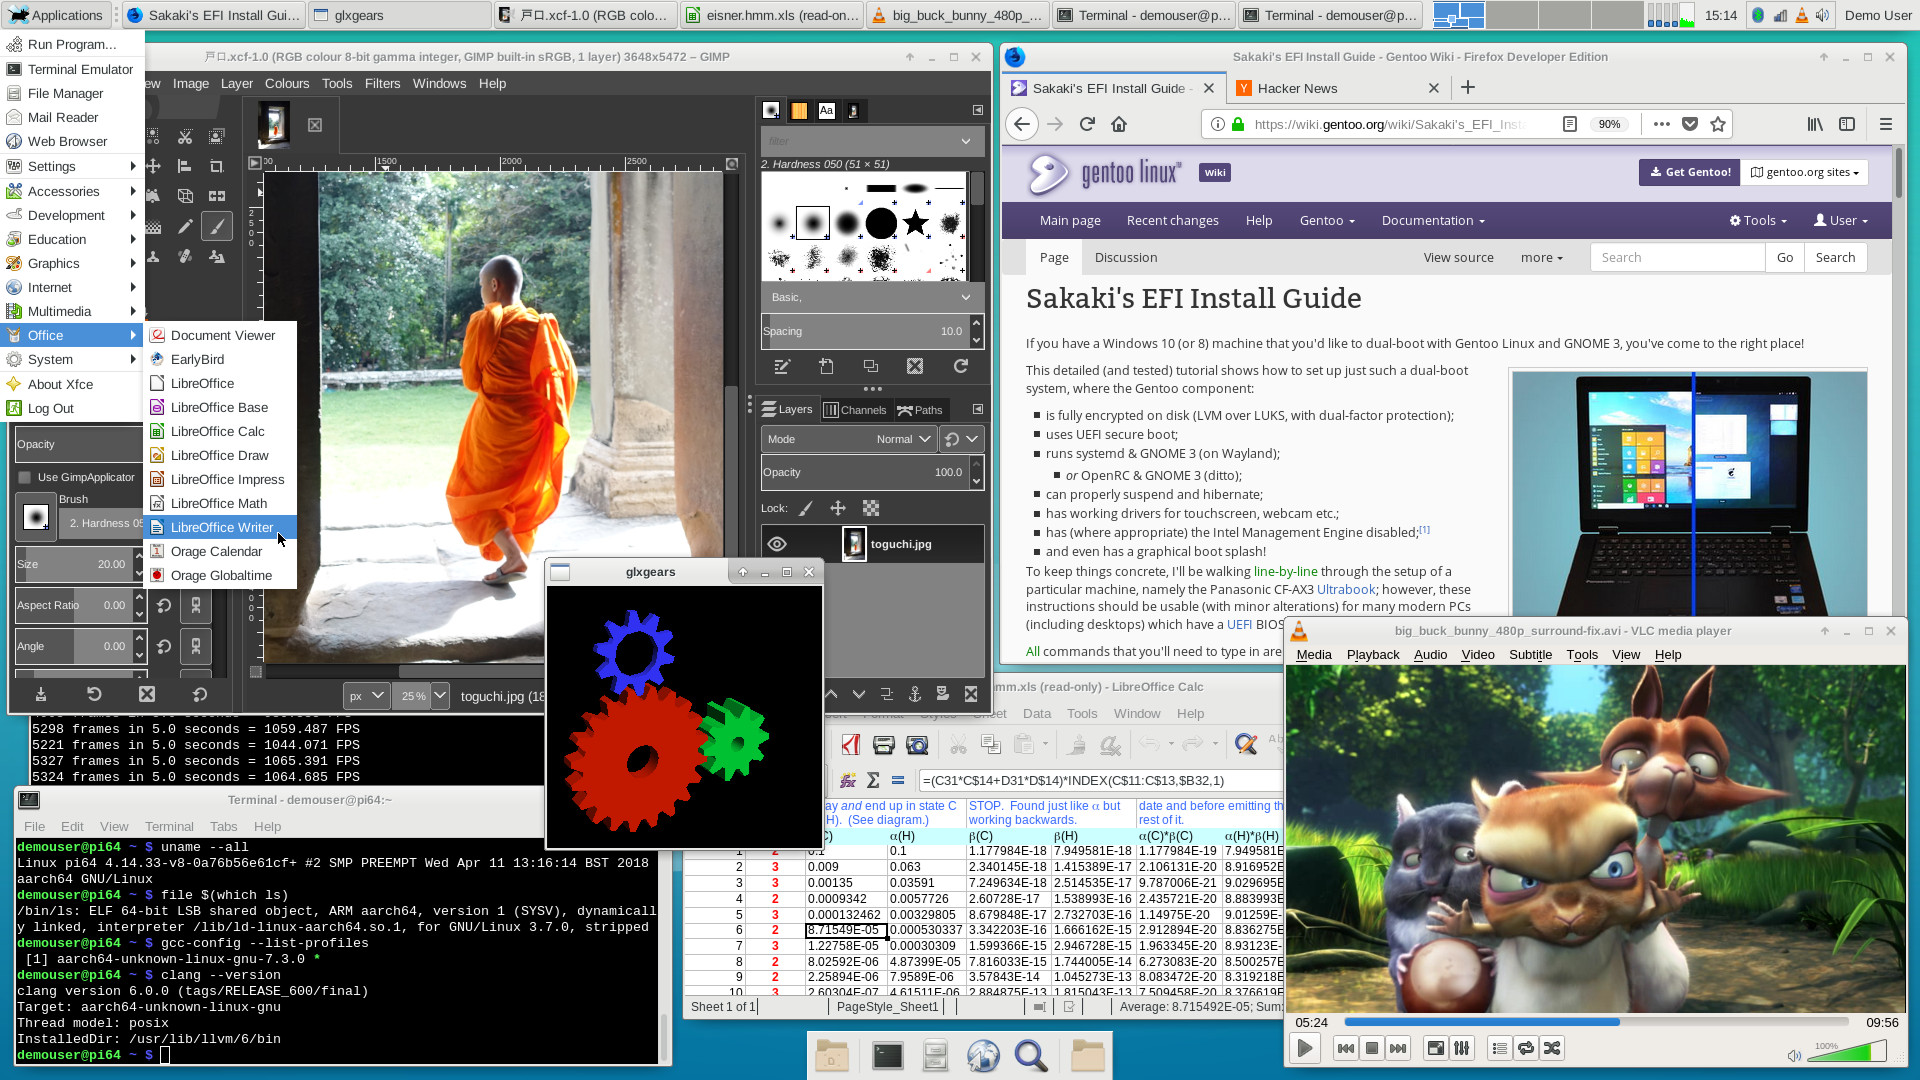 Applications
Sakaki's EFI Install Gui...
glxgears
戸口.xcf-1.0 (RGB colo...
eisner.hmm.xls (read-on...
big_buck_bunny_480p_...
Terminal - demouser@p...
Terminal - demouser@p...
15:14
Demo User
Run Program...
Terminal Emulator
File Manager
Mail Reader
Web Browser
Settings
Accessories
Development
Education
Graphics
Internet
Multimedia
Office
System
About Xfce
Log Out
Document Viewer
EarlyBird
LibreOffice
LibreOffice Base
LibreOffice Calc
LibreOffice Draw
LibreOffice Impress
LibreOffice Math
LibreOffice Writer
Orage Calendar
Orage Globaltime
戸口.xcf-1.0 (RGB colour 8-bit gamma integer, GIMP built-in sRGB, 1 layer) 3648x5472 – GIMP
ew Image Layer Colours Tools Filters Windows Help
1500 2000 2500
Opacity
Use GimpApplicator
Brush
2. Hardness 05
Size 20.00
Aspect Ratio 0.00
Angle 0.00
px 25 % toguchi.jpg (18
filter
2. Hardness 050 (51 × 51)
Basic,
Spacing 10.0
Layers Channels Paths
Mode Normal
Opacity 100.0
Lock:
toguchi.jpg
glxgears
5298 frames in 5.0 seconds = 1059.487 FPS
5221 frames in 5.0 seconds = 1044.071 FPS
5327 frames in 5.0 seconds = 1065.391 FPS
5324 frames in 5.0 seconds = 1064.685 FPS
Terminal - demouser@pi64:~
File Edit View Terminal Tabs Help
demouser@pi64 ~ $ uname --all
Linux pi64 4.14.33-v8-0a76b56e61cf+ #2 SMP PREEMPT Wed Apr 11 13:16:14 BST 2018
aarch64 GNU/Linux
demouser@pi64 ~ $ file $(which ls)
/bin/ls: ELF 64-bit LSB shared object, ARM aarch64, version 1 (SYSV), dynamicall
y linked, interpreter /lib/ld-linux-aarch64.so.1, for GNU/Linux 3.7.0, stripped
demouser@pi64 ~ $ gcc-config --list-profiles
[1] aarch64-unknown-linux-gnu-7.3.0 *
demouser@pi64 ~ $ clang --version
clang version 6.0.0 (tags/RELEASE_600/final)
Target: aarch64-unknown-linux-gnu
Thread model: posix
InstalledDir: /usr/lib/llvm/6/bin
demouser@pi64 ~ $
Sakaki's EFI Install Guide - Gentoo Wiki - Firefox Developer Edition
Sakaki's EFI Install Guide -
Hacker News
https://wiki.gentoo.org/wiki/Sakaki's_EFI_Insta
90%
gentoo linux
Wiki
Get Gentoo!
gentoo.org sites
Main page Recent changes Help Gentoo Documentation Tools User
Page Discussion View source more Search Go Search
Sakaki's EFI Install Guide
If you have a Windows 10 (or 8) machine that you'd like to dual-boot with Gentoo Linux and GNOME 3, you've come to the right place!
This detailed (and tested) tutorial shows how to set up just such a dual-boot
system, where the Gentoo component:
is fully encrypted on disk (LVM over LUKS, with dual-factor protection);
uses UEFI secure boot;
runs systemd & GNOME 3 (on Wayland);
or OpenRC & GNOME 3 (ditto);
can properly suspend and hibernate;
has working drivers for touchscreen, webcam etc.;
has (where appropriate) the Intel Management Engine disabled;[1]
and even has a graphical boot splash!
To keep things concrete, I'll be walking line-by-line through the setup of a
particular machine, namely the Panasonic CF-AX3 Ultrabook; however, these
instructions should be usable (with minor alterations) for many modern PCs
(including desktops) which have a UEFI BIOS
All commands that you'll need to type in are
hmm.xls (read-only) - LibreOffice Calc
Sheet Data Tools Window Help
=(C31*C$14+D31*D$14)*INDEX(C$11:C$13,$B32,1)
ay and end up in state C
H). (See diagram.)
STOP. Found just like α but
working backwards.
date and before emitting th
rest of it.
C) α(H) β(C) β(H) α(C)*β(C) α(H)*β(H)
1 2 0.1 0.1 1.177984E-18 7.949581E-18 1.177984E-19 7.949581E
2 3 0.009 0.063 2.340145E-18 1.415389E-17 2.106131E-20 8.916952E
3 3 0.00135 0.03591 7.249634E-18 2.514535E-17 9.787006E-21 9.029695E
4 2 0.0009342 0.0057726 2.60728E-17 1.538993E-16 2.435721E-20 8.883993E
5 3 0.000132462 0.00329805 8.679848E-17 2.732703E-16 1.14975E-20 9.01259E-
6 2 8.71549E-05 0.000530337 3.342203E-16 1.666162E-15 2.912894E-20 8.836275E
7 3 1.22758E-05 0.00030309 1.599366E-15 2.946728E-15 1.963345E-20 8.93123E-
8 2 8.02592E-06 4.87399E-05 7.816033E-15 1.744005E-14 6.273083E-20 8.500257E
9 2 2.25894E-06 7.9589E-06 3.57843E-14 1.045273E-13 8.083472E-20 8.319218E
10 3 2.60304E-07 4.61511E-06 2.884875E-13 1.815043E-13 7.509458E-20 8.376619E
Sheet 1 of 1 PageStyle_Sheet1 Average: 8.715492E-05; Sum:
big_buck_bunny_480p_surround-fix.avi - VLC media player
Media Playback Audio Video Subtitle Tools View Help
05:24 09:56
100%